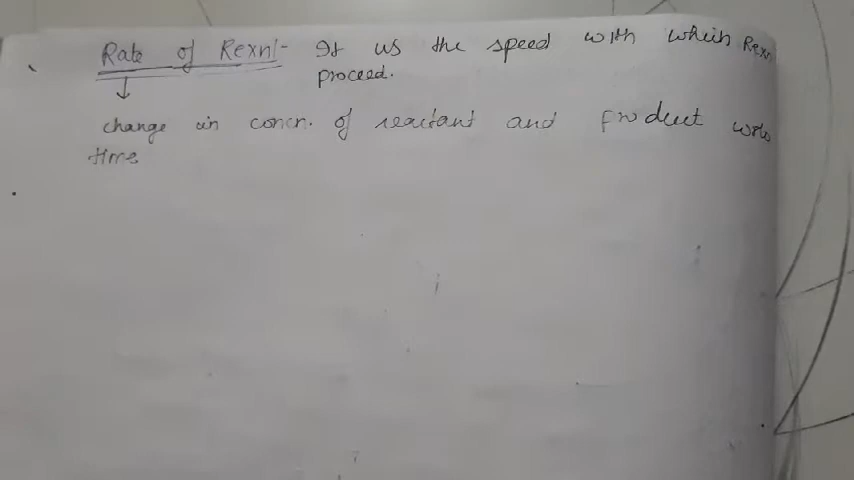 Rate of Rexn:- It is the speed with which Rexn
proceed.
↓
change in concn. of reactant and product w.r.to
time